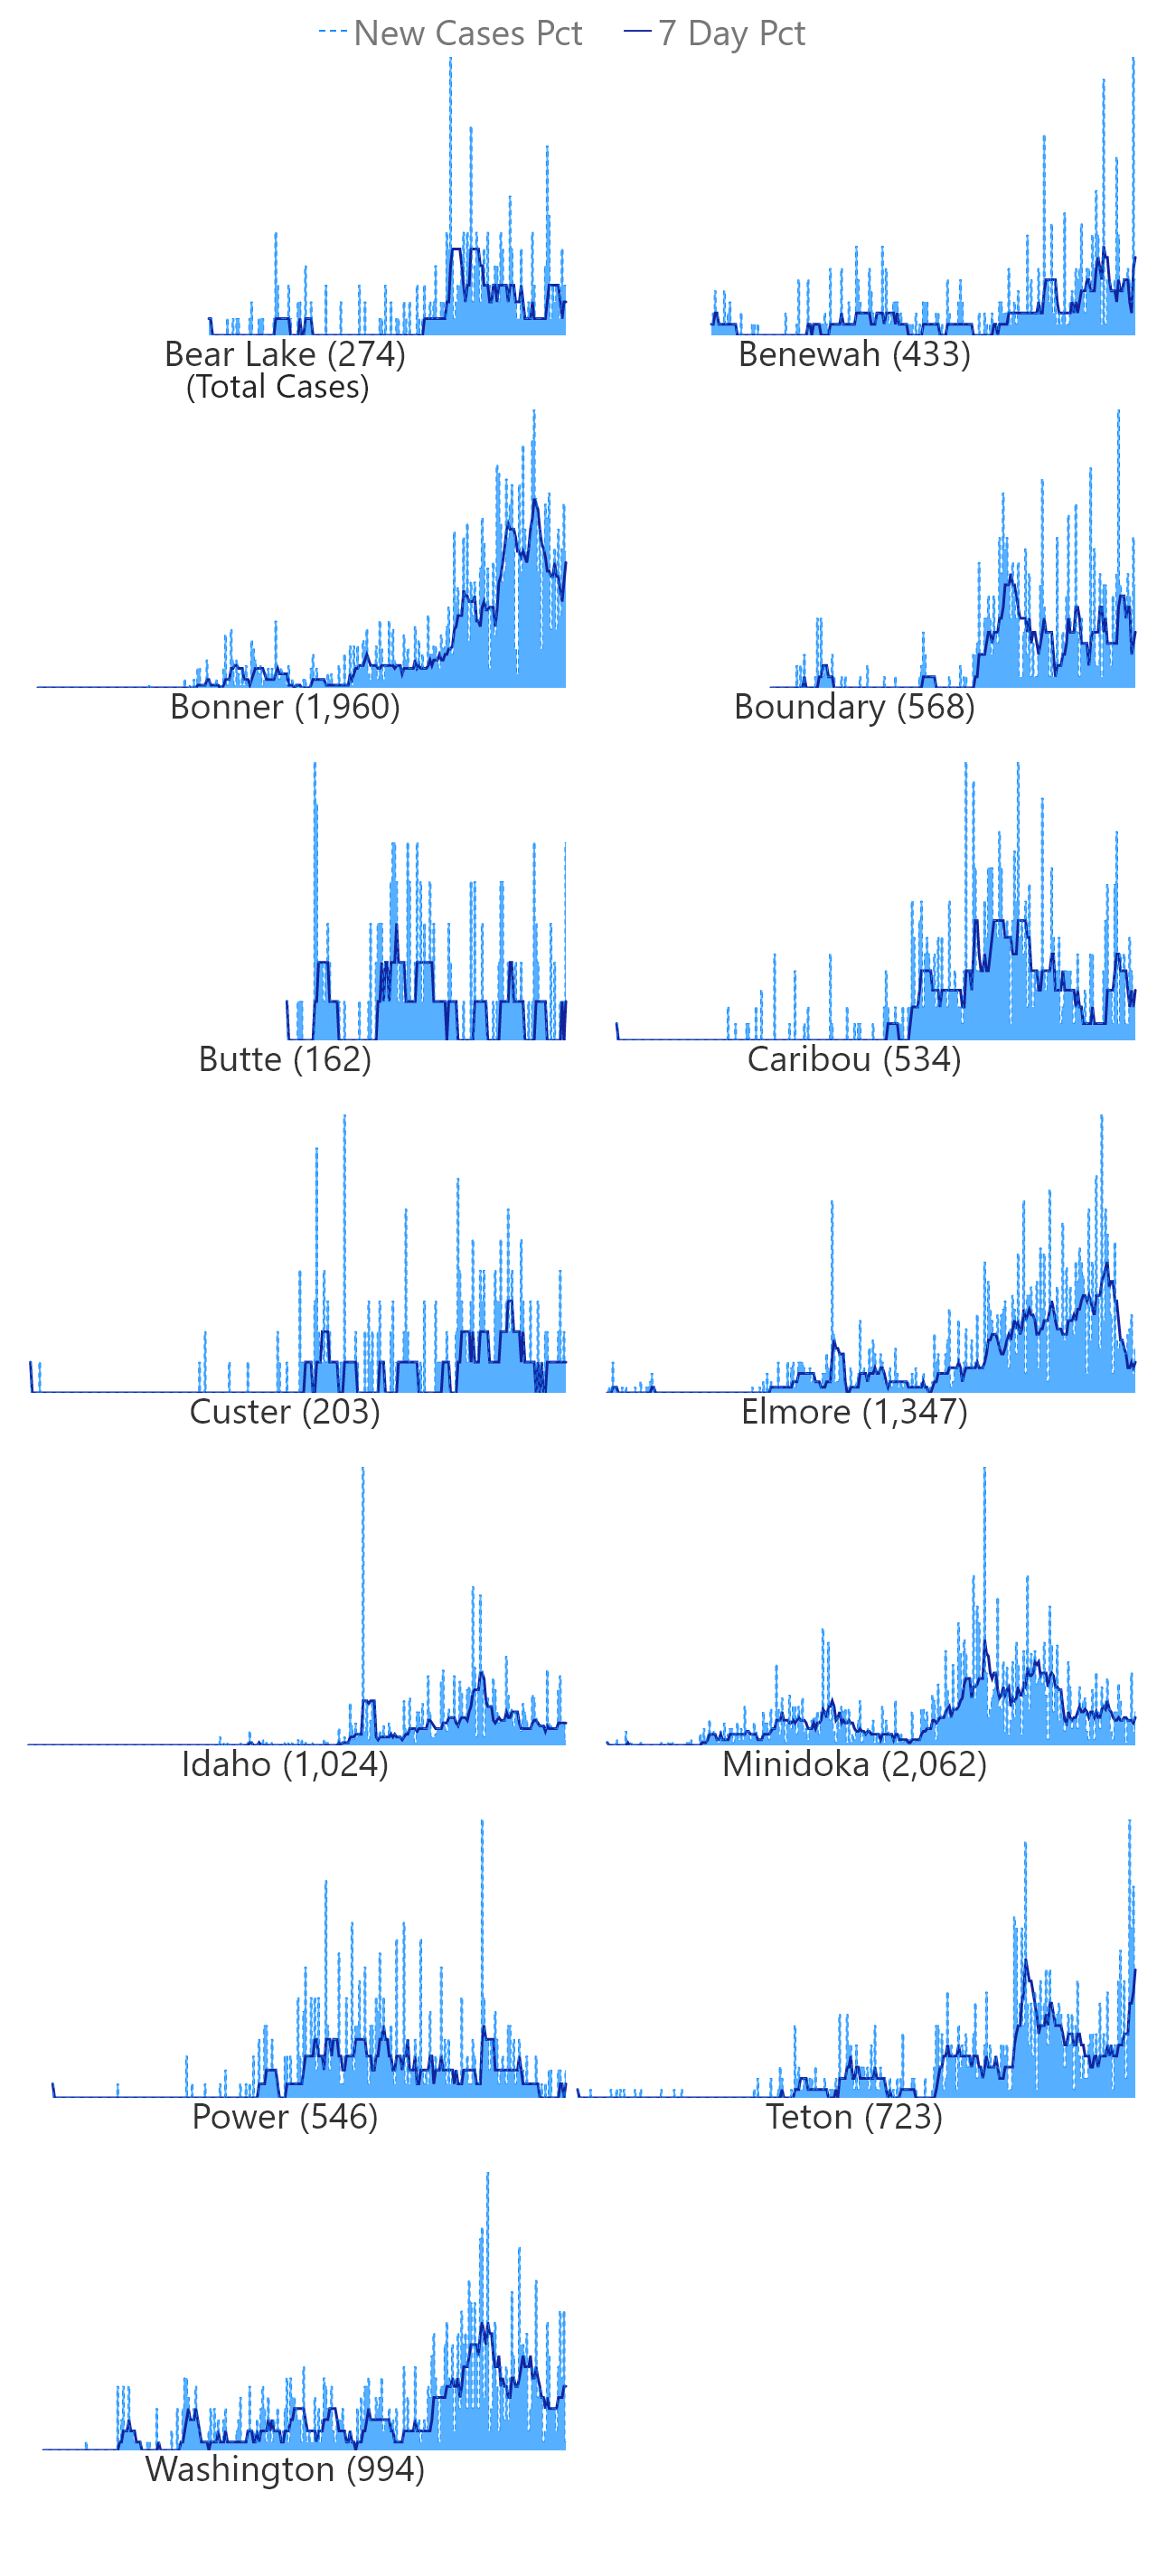 New Cases Pct 7 Day Pct
Bear Lake (274) Benewah (433)
(Total Cases)
Bonner (1,960) Boundary (568)
Butte (162) Caribou (534)
Custer (203) Elmore (1,347)
Idaho (1,024) Minidoka (2,062)
Power (546) Teton (723)
Washington (994)